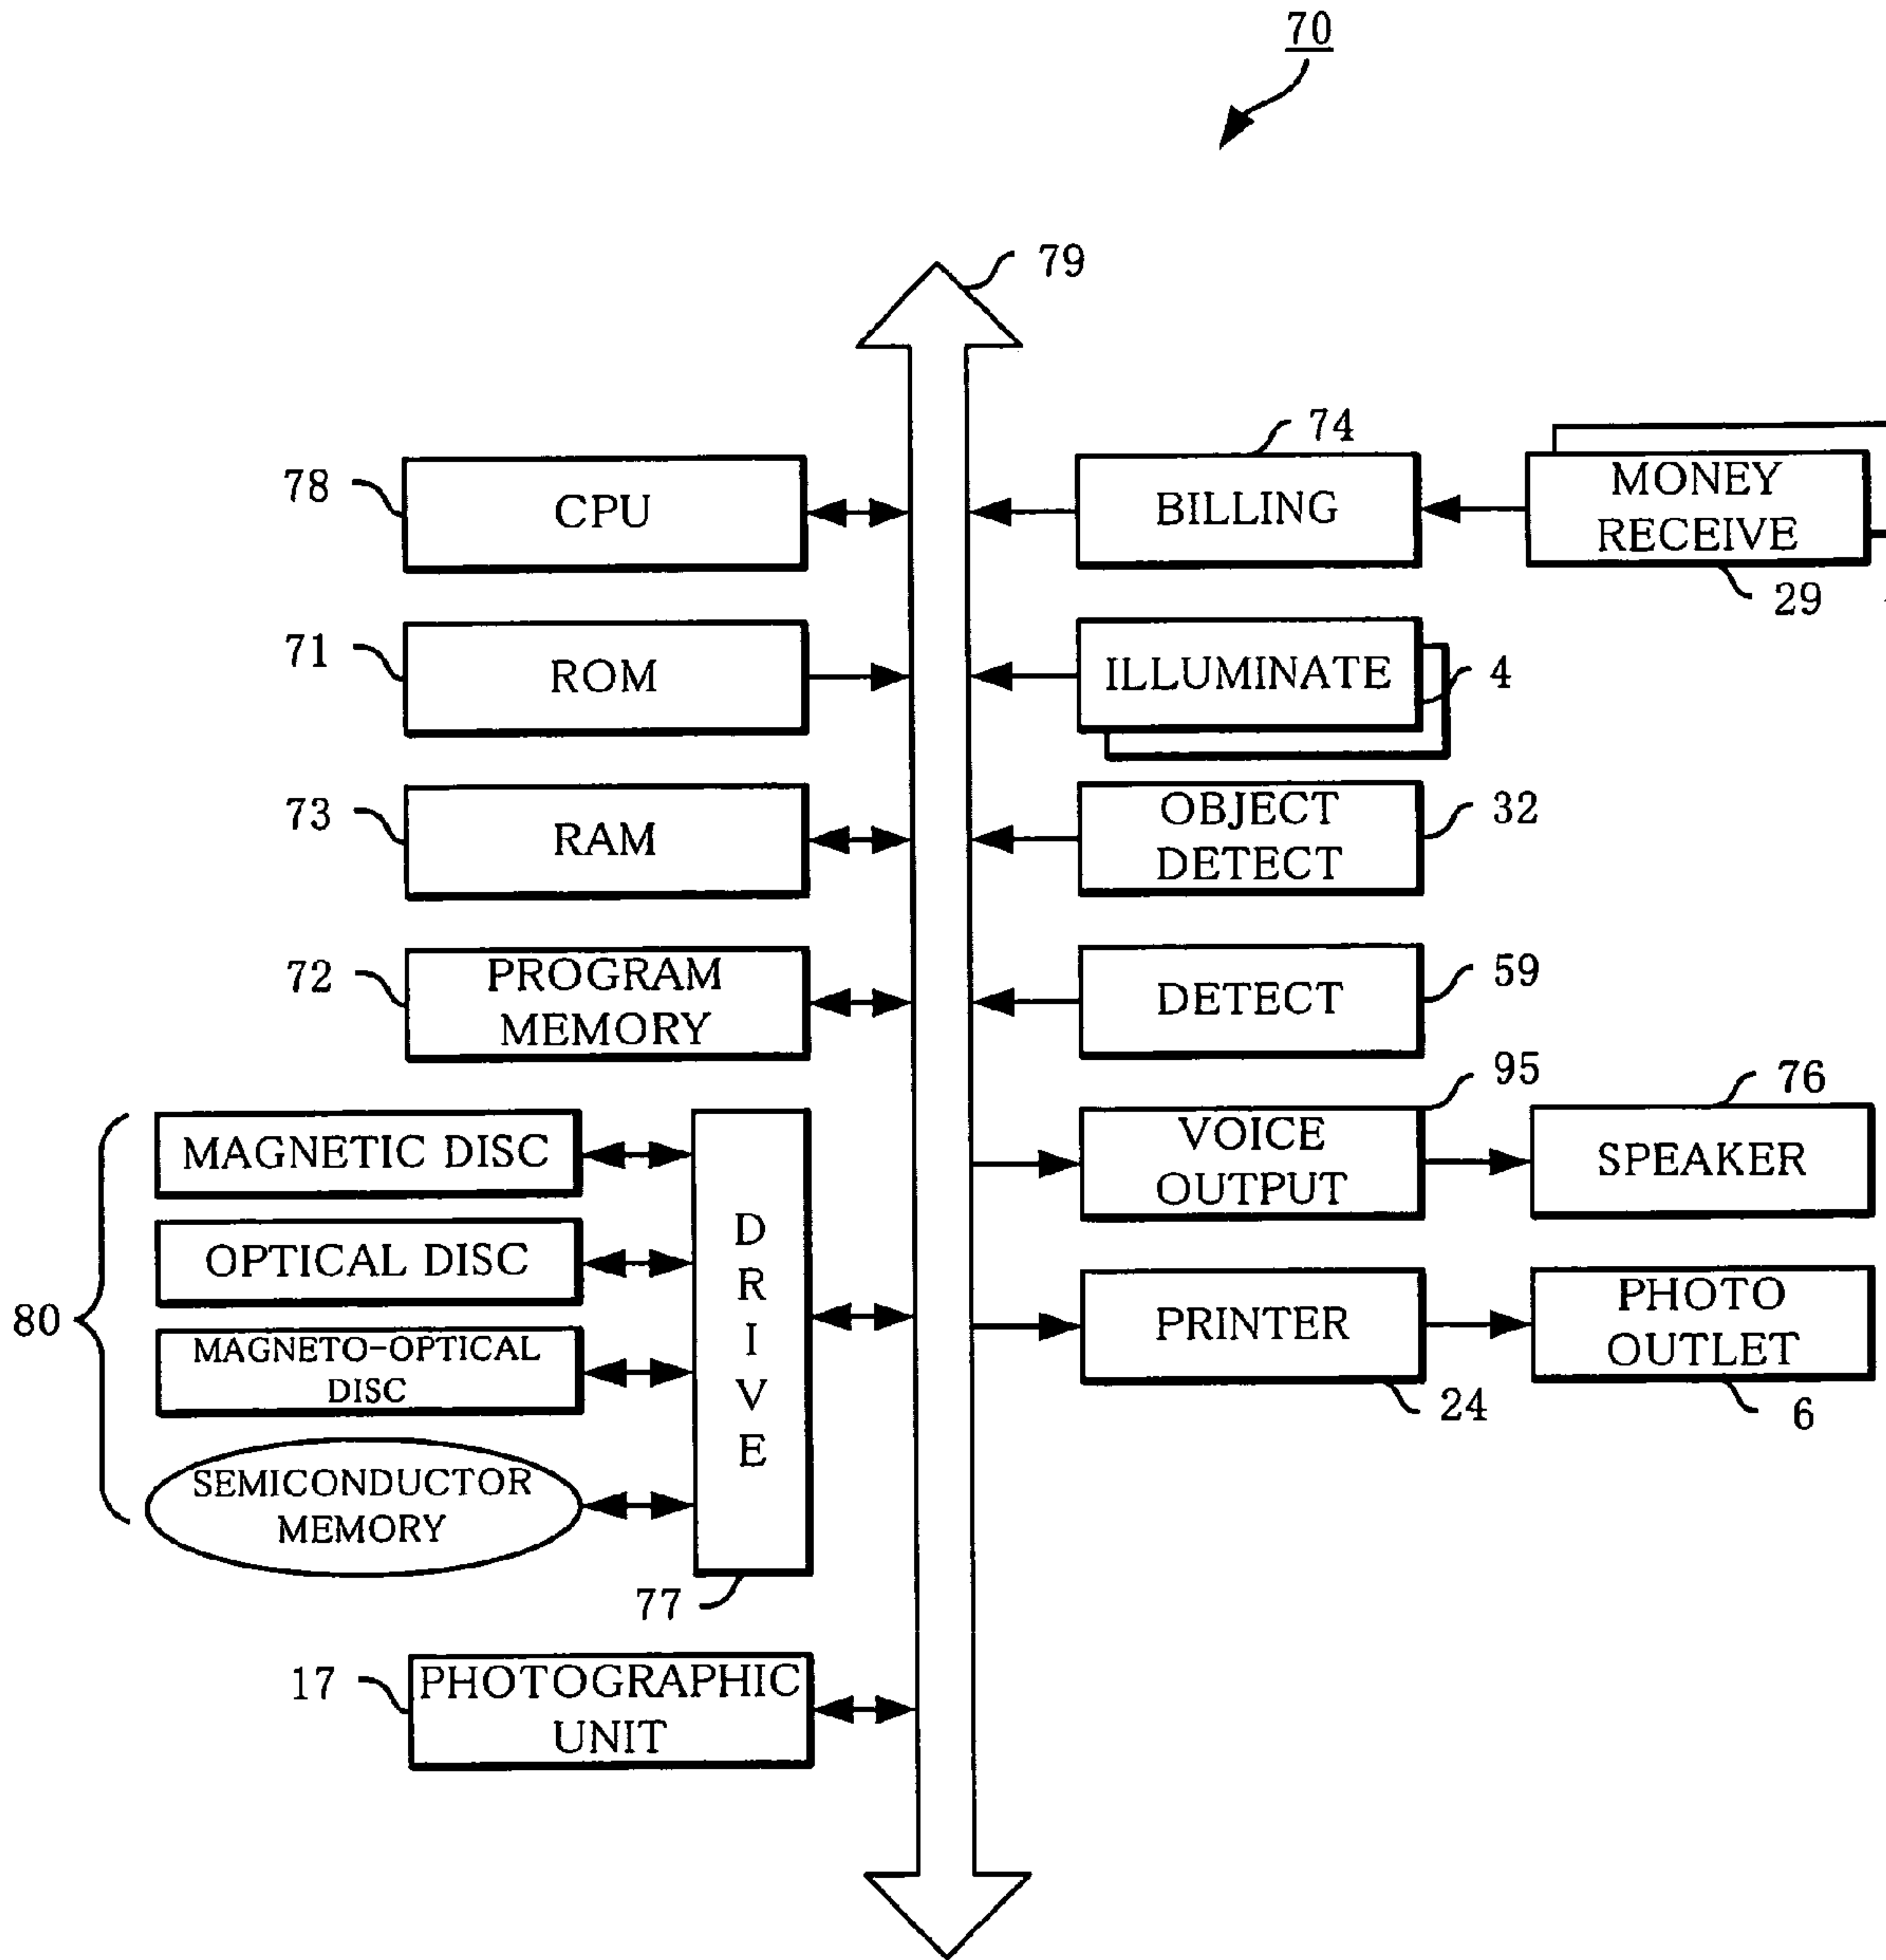 70
79
78
CPU
74
BILLING
MONEY
RECEIVE
29
71
ROM
ILLUMINATE
4
73
RAM
OBJECT
DETECT
32
72
PROGRAM
MEMORY
DETECT
59
80
MAGNETIC DISC
OPTICAL DISC
MAGNETO-OPTICAL
DISC
SEMICONDUCTOR
MEMORY
DRIVE
77
95
VOICE
OUTPUT
76
SPEAKER
PRINTER
24
PHOTO
OUTLET
6
17
PHOTOGRAPHIC
UNIT